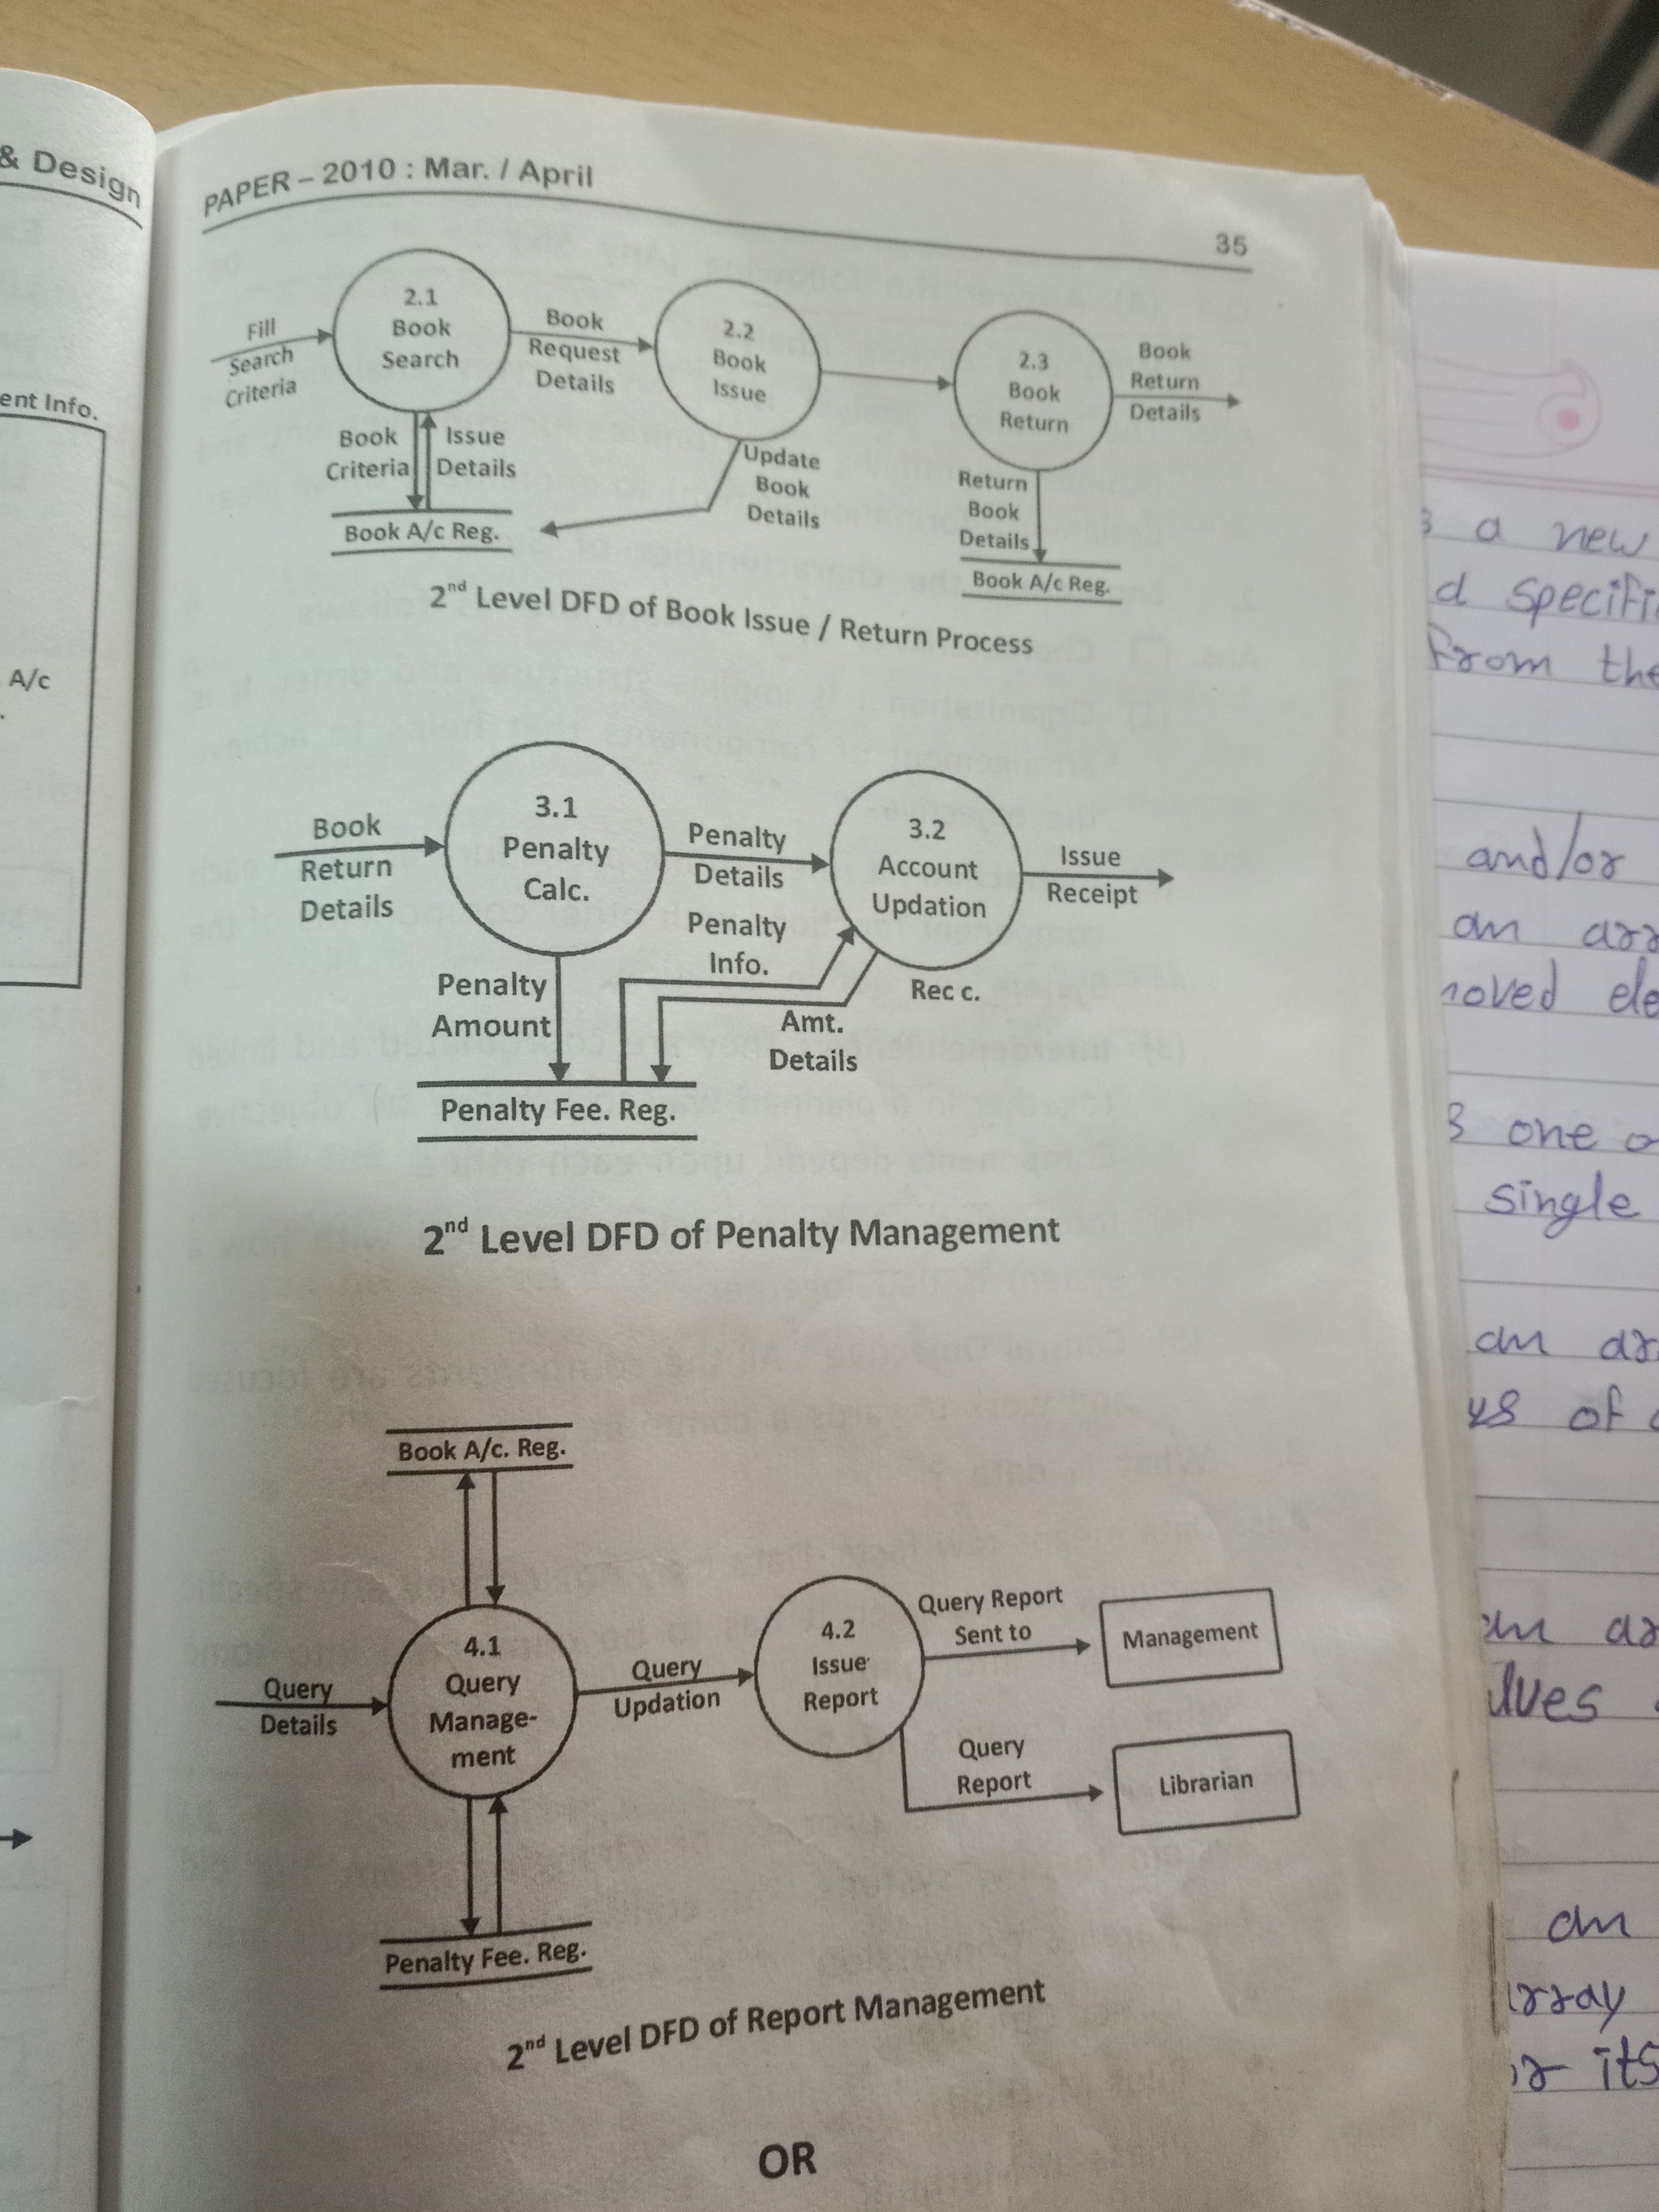 & Design
ent Info.
A/c
PAPER – 2010 : Mar. / April
35
Fill
Search
Criteria
2.1
Book
Search
Book
Request
Details
2.2
Book
Issue
2.3
Book
Return
Book
Return
Details
Book
Criteria
Issue
Details
Update
Book
Details
Return
Book
Details
Book A/c Reg.
Book A/c Reg.
2nd Level DFD of Book Issue / Return Process
Book
Return
Details
3.1
Penalty
Calc.
Penalty
Details
3.2
Account
Updation
Issue
Receipt
Penalty
Info.
Penalty
Amount
Rec c.
Amt.
Details
Penalty Fee. Reg.
2nd Level DFD of Penalty Management
Book A/c. Reg.
Query
Details
4.1
Query
Manage-
ment
Query
Updation
4.2
Issue
Report
Query Report
Sent to
Management
Query
Report
Librarian
Penalty Fee. Reg.
2nd Level DFD of Report Management
OR
a new
d specifi
from the
and/or
an arr
moved ele
one o
single
an ar
ys of
an ar
lves
an
rray
or its